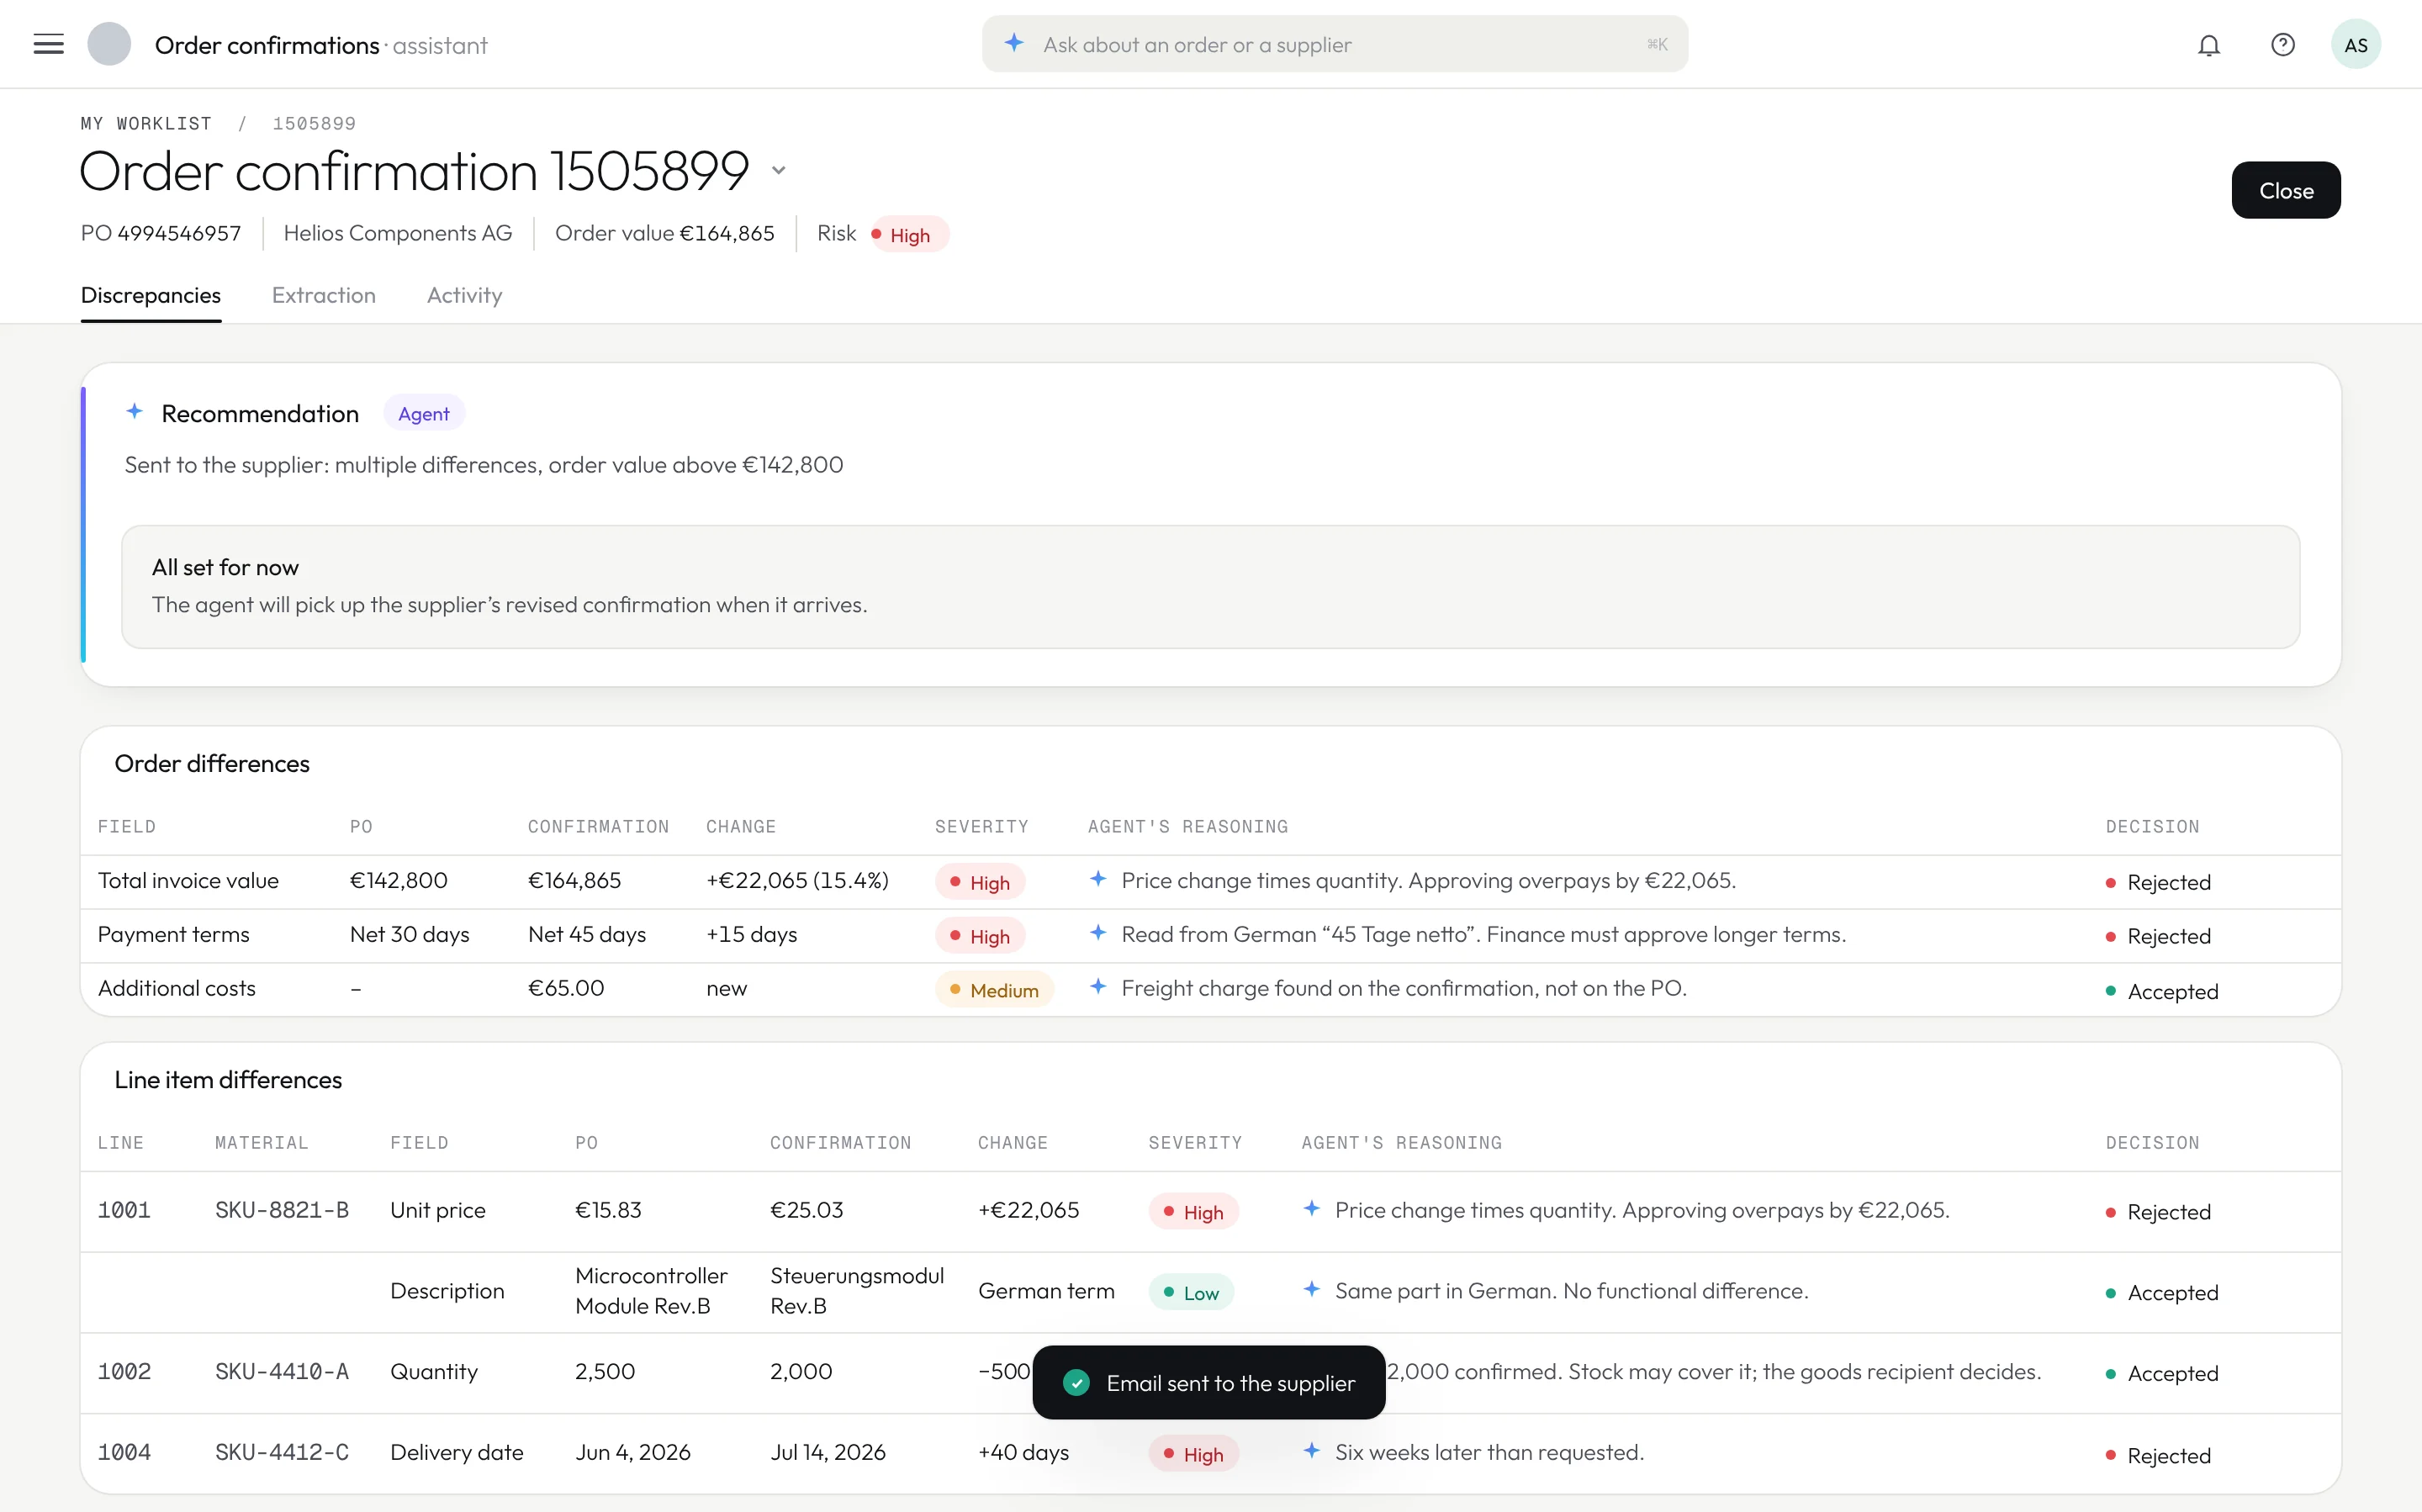 Order confirmations · assistant
Ask about an order or a supplier ⌘K
AS
MY WORKLIST / 1505899
Order confirmation 1505899
Close
PO 4994546957 Helios Components AG Order value €164,865 Risk High
Discrepancies Extraction Activity
Recommendation Agent
Sent to the supplier: multiple differences, order value above €142,800
All set for now
The agent will pick up the supplier’s revised confirmation when it arrives.
Order differences
FIELD PO CONFIRMATION CHANGE SEVERITY AGENT'S REASONING DECISION
Total invoice value €142,800 €164,865 +€22,065 (15.4%) High Price change times quantity. Approving overpays by €22,065. Rejected
Payment terms Net 30 days Net 45 days +15 days High Read from German “45 Tage netto”. Finance must approve longer terms. Rejected
Additional costs – €65.00 new Medium Freight charge found on the confirmation, not on the PO. Accepted
Line item differences
LINE MATERIAL FIELD PO CONFIRMATION CHANGE SEVERITY AGENT'S REASONING DECISION
1001 SKU-8821-B Unit price €15.83 €25.03 +€22,065 High Price change times quantity. Approving overpays by €22,065. Rejected
Description Microcontroller Steuerungsmodul German term Low Same part in German. No functional difference. Accepted
Module Rev.B Rev.B
1002 SKU-4410-A Quantity 2,500 2,000 −500 2,000 confirmed. Stock may cover it; the goods recipient decides. Accepted
Email sent to the supplier
1004 SKU-4412-C Delivery date Jun 4, 2026 Jul 14, 2026 +40 days High Six weeks later than requested. Rejected